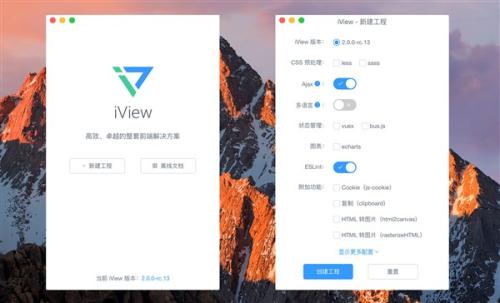 iView
高效、卓越的整套前端解决方案
+ 新建工程
离线文档
当前 iView 版本: 2.0.0-rc.13
iView - 新建工程
iView 版本: 2.0.0-rc.13
CSS 预处理: less sass
Ajax ?:
多语言 ?:
状态管理: vuex bus.js
图表: echarts
ESLint:
附加功能: Cookie（js-cookie）
复制（clipboard）
HTML 转图片（html2canvas）
HTML 转图片（rasterizeHTML）
显示更多配置
创建工程
重置